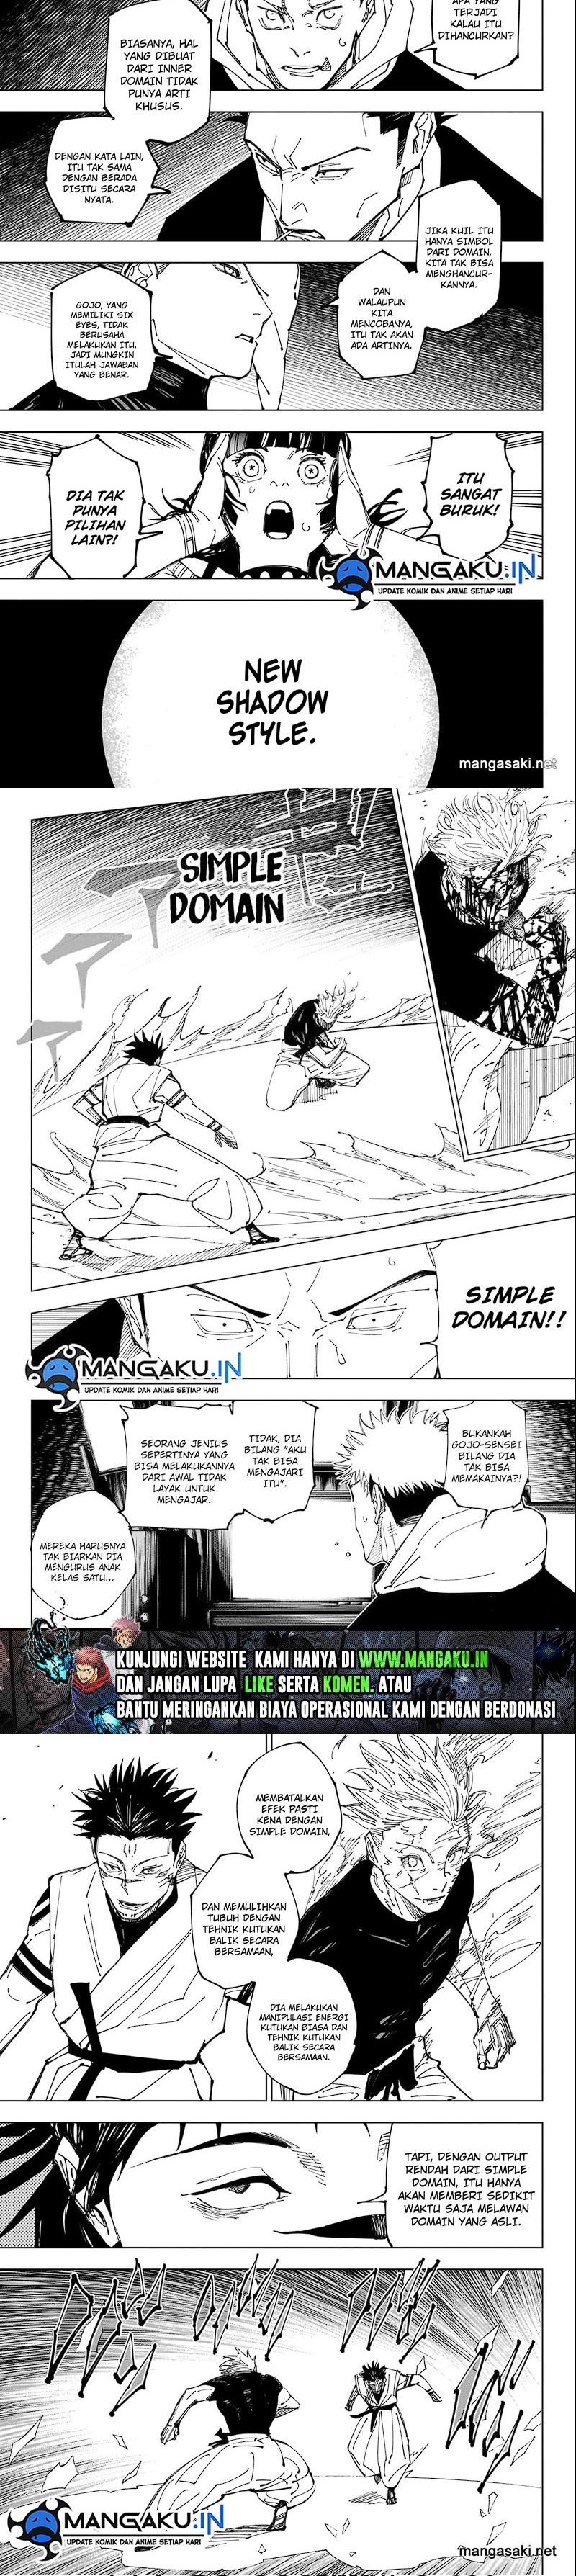 APA YANG
TERJADI
KALAU ITU
DIHANCURKAN?
BIASANYA, HAL
YANG DIBUAT
DARI INNER
DOMAIN TIDAK
PUNYA ARTI
KHUSUS.
DENGAN KATA LAIN,
ITU TAK SAMA
DENGAN BERADA
DISITU SECARA
NYATA.
JIKA KUIL ITU
HANYA SIMBOL
DARI DOMAIN,
KITA TAK BISA
MENGHANCUR-
KANNYA.
DAN
WALAUPUN
KITA
MENCOBANYA,
ITU TAK AKAN
ADA ARTINYA.
GOJO, YANG
MEMILIKI SIX
EYES, TIDAK
BERUSAHA
MELAKUKAN ITU,
JADI MUNGKIN
ITULAH JAWABAN
YANG BENAR.
ITU
SANGAT
BURUK!
DIA TAK
PUNYA
PILIHAN
LAIN?!
MANGAKU.IN
UPDATE KOMIK DAN ANIME SETIAP HARI
NEW
SHADOW
STYLE.
mangasaki.net
SIMPLE
DOMAIN
SIMPLE
DOMAIN!!
MANGAKU.IN
UPDATE KOMIK DAN ANIME SETIAP HARI
BUKANKAH
GOJO-SENSEI
BILANG DIA
TAK BISA
MEMAKAINYA?!
TIDAK, DIA
BILANG "AKU
TAK BISA
MENGAJARI
ITU".
SEORANG JENIUS
SEPERTINYA YANG
BISA MELAKUKANNYA
DARI AWAL TIDAK
LAYAK UNTUK
MENGAJAR.
MEREKA HARUSNYA
TAK BIARKAN DIA
MENGURUS ANAK
KELAS SATU...
KUNJUNGI WEBSITE KAMI HANYA DI WWW.MANGAKU.IN
DAN JANGAN LUPA LIKE SERTA KOMEN. ATAU
BANTU MERINGANKAN BIAYA OPERASIONAL KAMI DENGAN BERDONASI
MEMBATALKAN
EFEK PASTI
KENA DENGAN
SIMPLE DOMAIN,
DAN MEMULIHKAN
TUBUH DENGAN
TEHNIK KUTUKAN
BALIK SECARA
BERSAMAAN,
DIA MELAKUKAN
MANIPULASI ENERGI
KUTUKAN BIASA DAN
TEHNIK KUTUKAN
BALIK SECARA
BERSAMAAN.
TAPI, DENGAN OUTPUT
RENDAH DARI SIMPLE
DOMAIN, ITU HANYA
AKAN MEMBERI SEDIKIT
WAKTU SAJA MELAWAN
DOMAIN YANG ASLI.
MANGAKU.IN
UPDATE KOMIK DAN ANIME SETIAP HARI
mangasaki.net